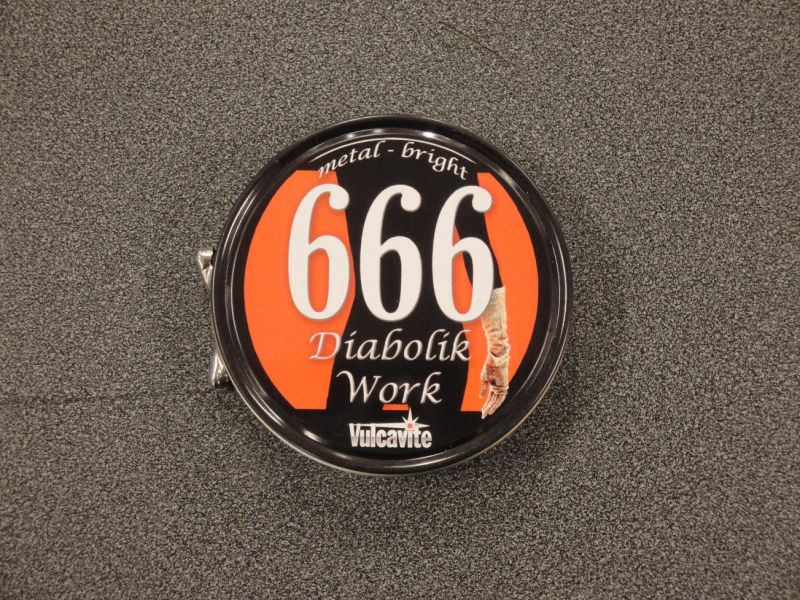 metal - bright
666
Diabolik
Work
Vulcavite